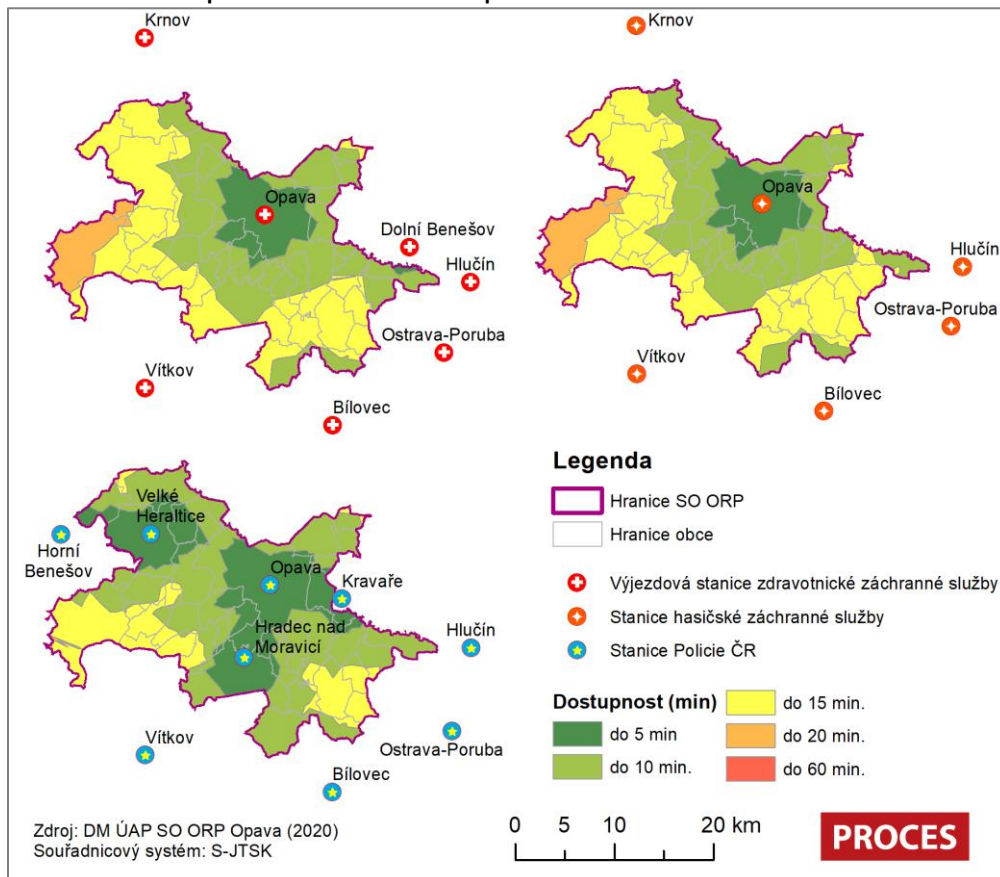 Krnov
Opava
Dolní Benešov
Hlučín
Ostrava-Poruba
Vítkov
Bílovec
Krnov
Opava
Hlučín
Ostrava-Poruba
Vítkov
Bílovec
Velké
Heraltice
Horní
Benešov
Opava
Kravaře
Hradec nad
Moravicí
Hlučín
Vítkov
Ostrava-Poruba
Bílovec
Legenda
Hranice SO ORP
Hranice obce
Výjezdová stanice zdravotnické záchranné služby
Stanice hasičské záchranné služby
Stanice Policie ČR
Dostupnost (min)
do 5 min
do 10 min.
do 15 min.
do 20 min.
do 60 min.
Zdroj: DM ÚAP SO ORP Opava (2020)
Souřadnicový systém: S-JTSK
0 5 10 20 km
PROCES